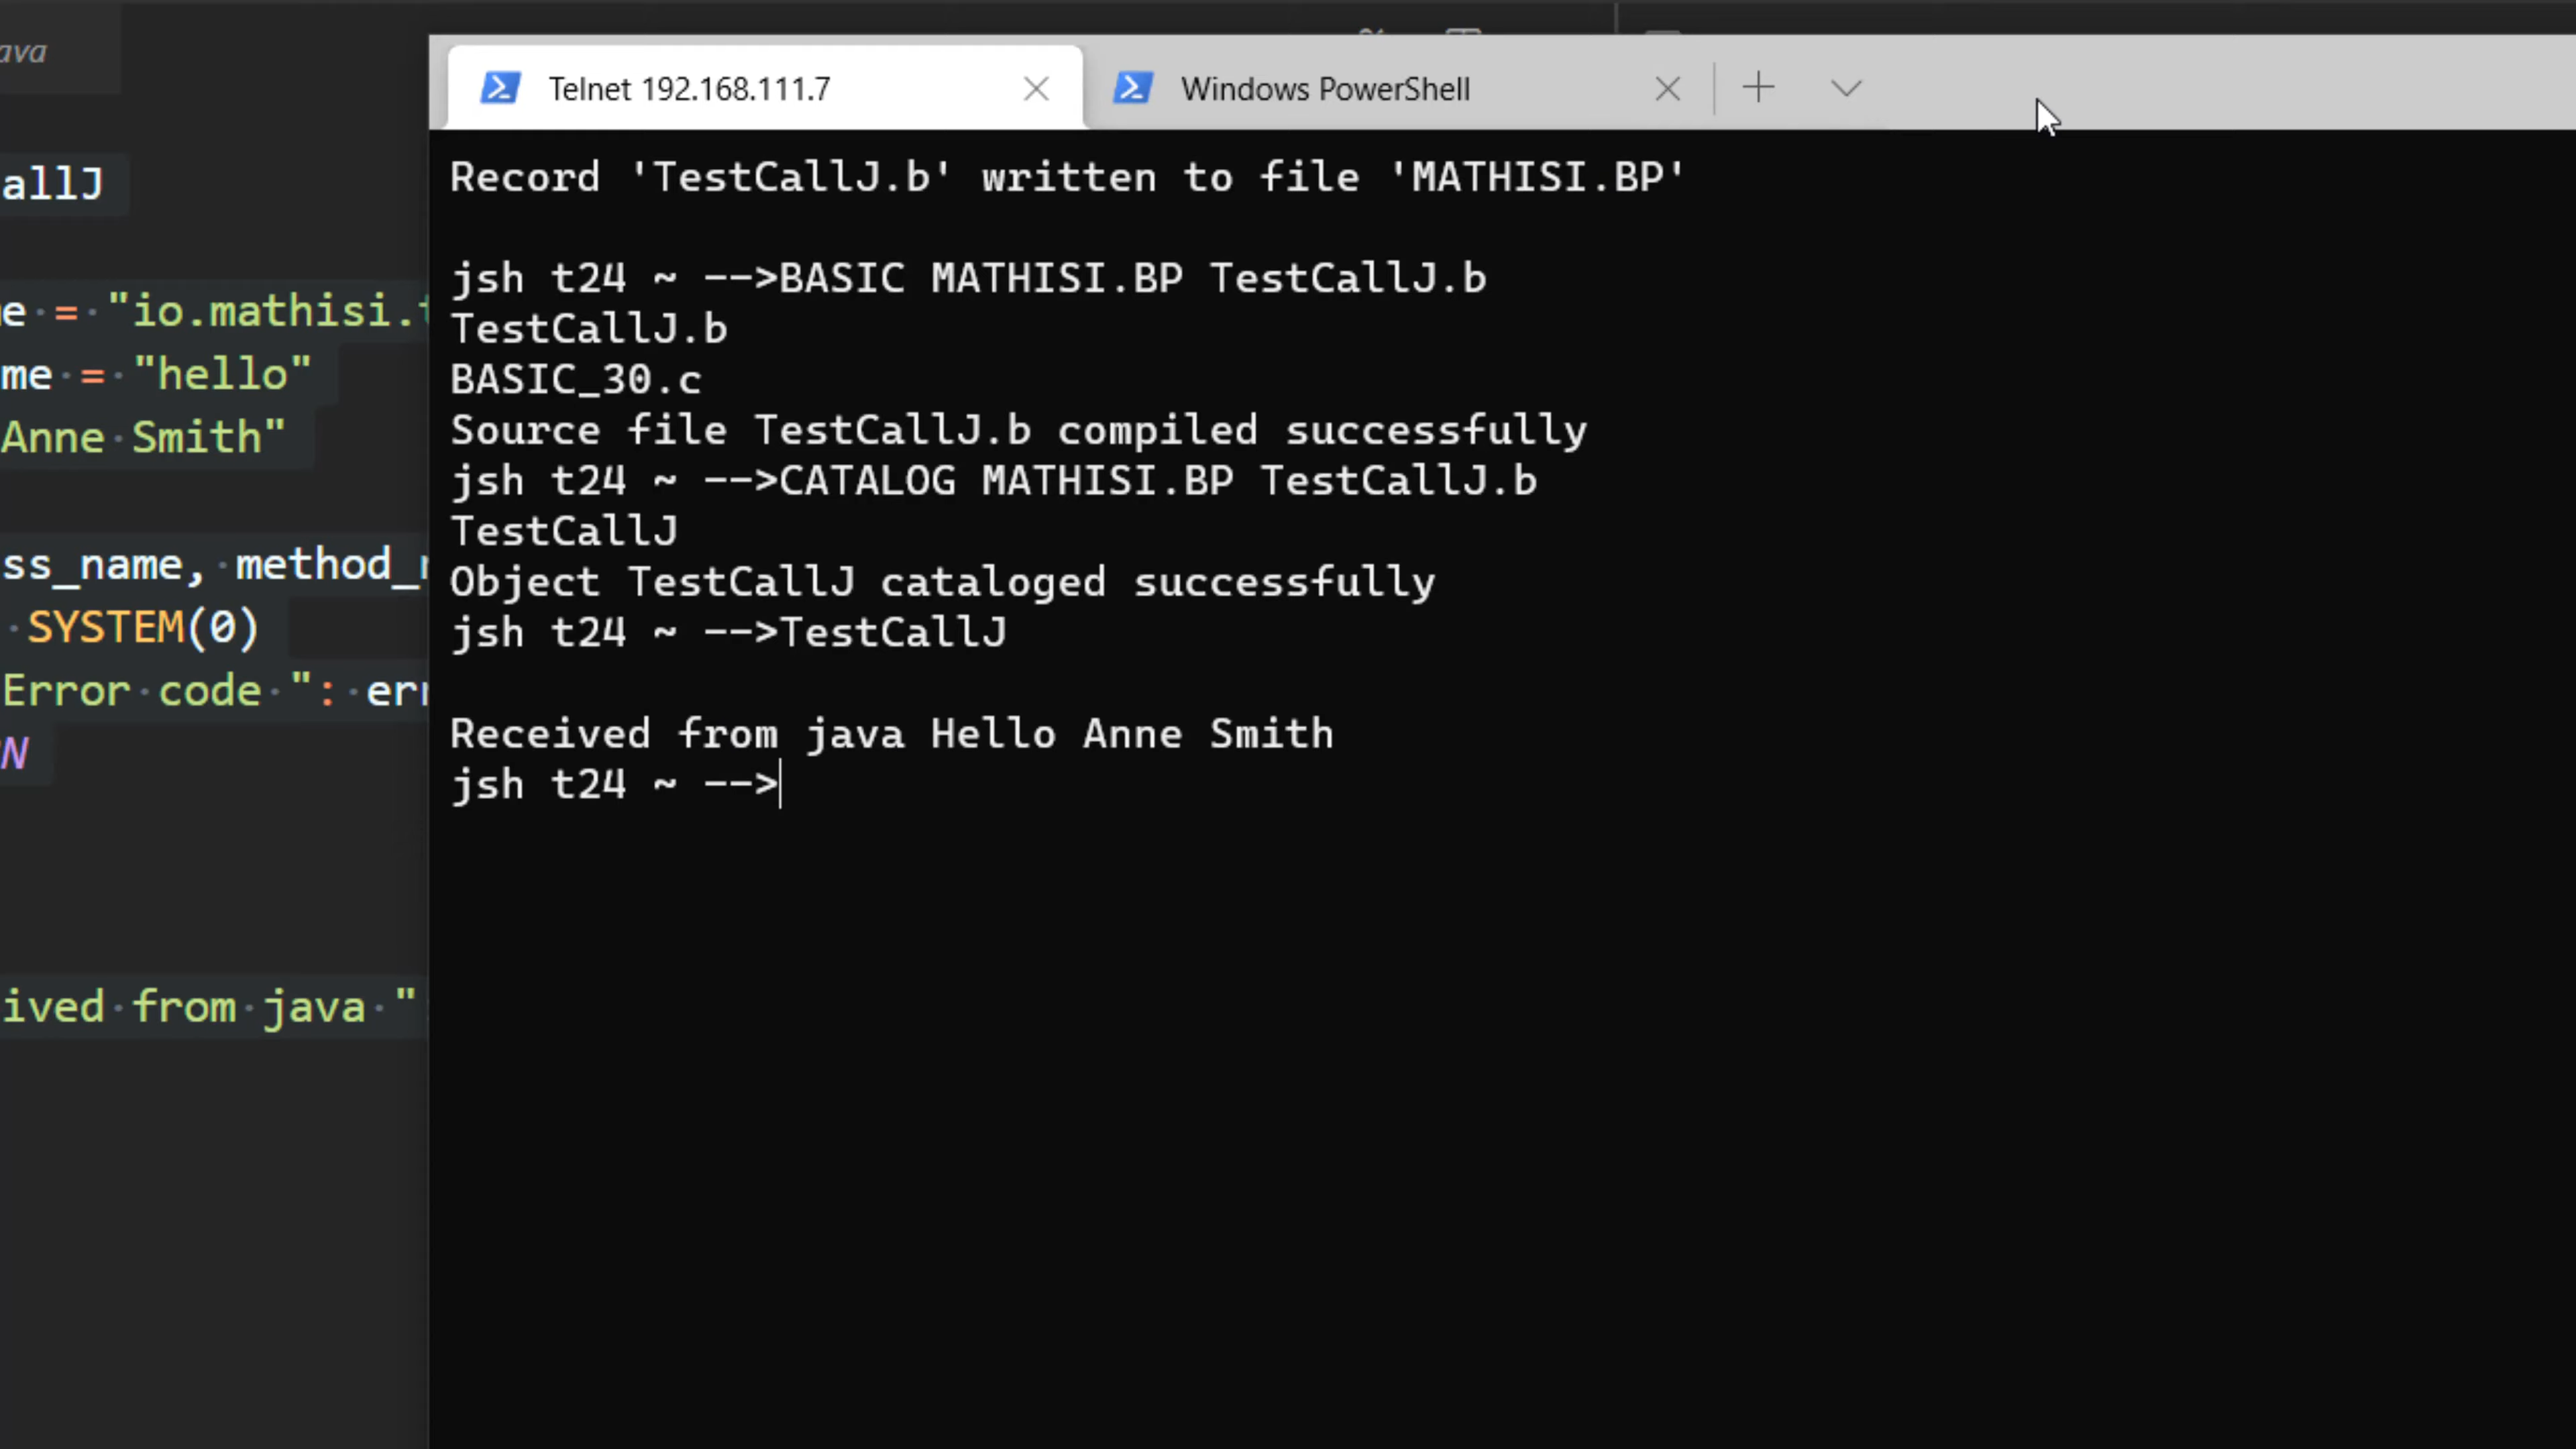 ava
allJ
me = "io.mathisi.
me = "hello"
Anne Smith"
ss_name, method_
SYSTEM(0)
Error code ": er
N
ived from java "
Telnet 192.168.111.7
Windows PowerShell
Record 'TestCallJ.b' written to file 'MATHISI.BP'
jsh t24 ~ -->BASIC MATHISI.BP TestCallJ.b
TestCallJ.b
BASIC_30.c
Source file TestCallJ.b compiled successfully
jsh t24 ~ -->CATALOG MATHISI.BP TestCallJ.b
TestCallJ
Object TestCallJ cataloged successfully
jsh t24 ~ -->TestCallJ
Received from java Hello Anne Smith
jsh t24 ~ -->